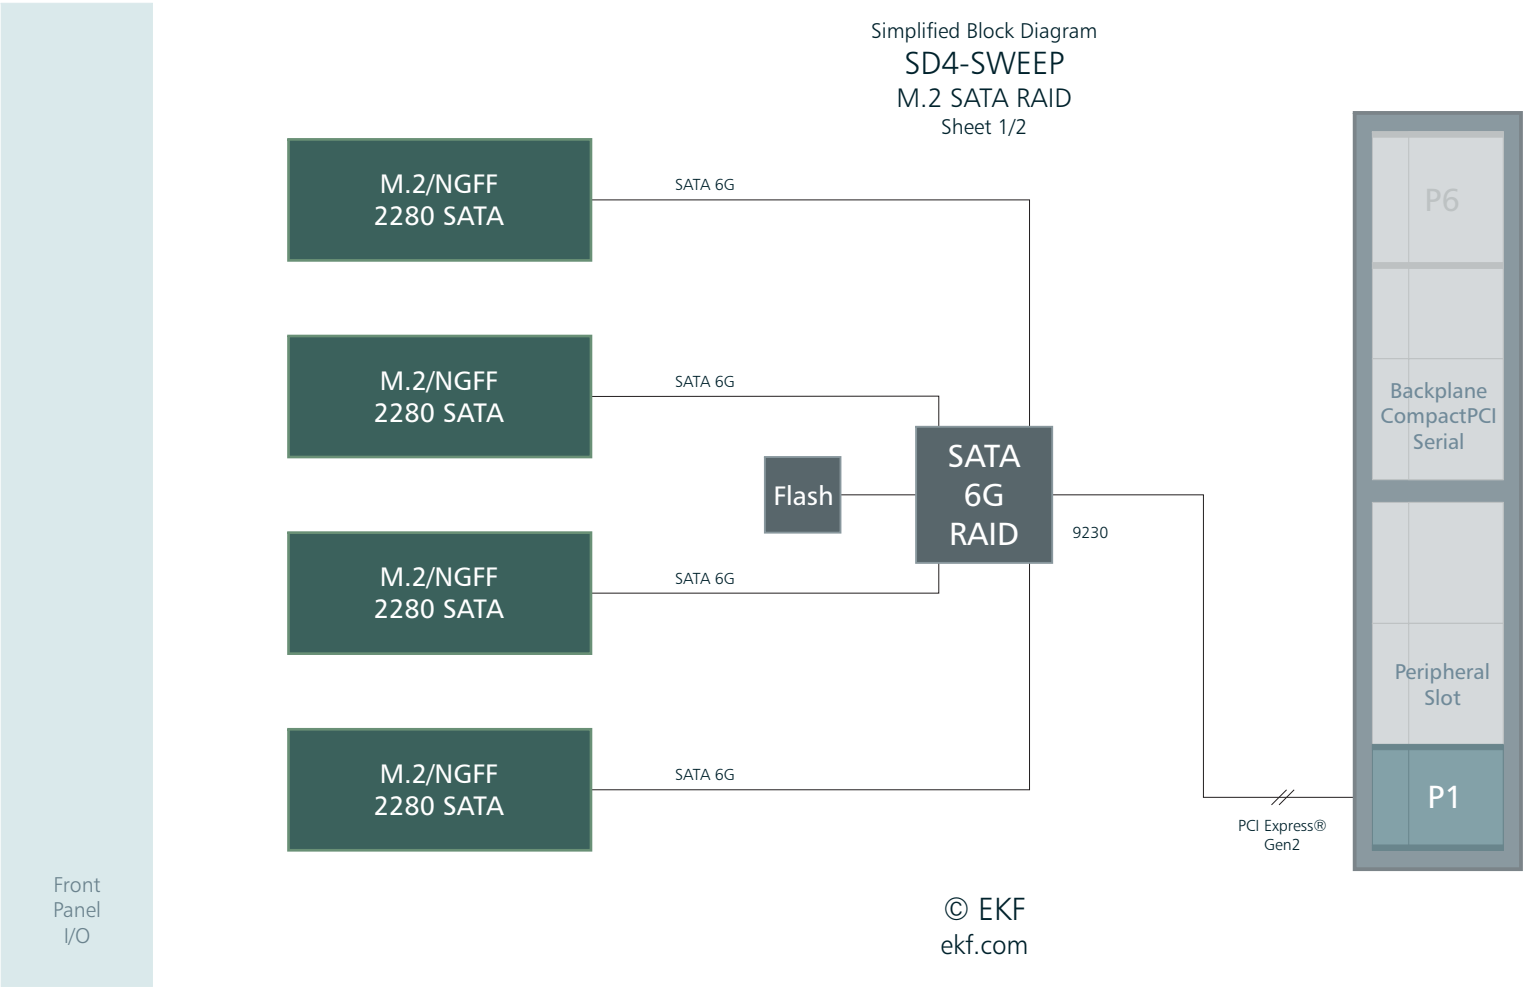 Simplified Block Diagram
SD4-SWEEP
M.2 SATA RAID
Sheet 1/2
M.2/NGFF
2280 SATA
SATA 6G
P6
M.2/NGFF
2280 SATA
SATA 6G
Backplane
CompactPCI
Serial
Flash
SATA
6G
RAID
9230
M.2/NGFF
2280 SATA
SATA 6G
Peripheral
Slot
M.2/NGFF
2280 SATA
SATA 6G
P1
PCI Express®
Gen2
Front
Panel
I/O
© EKF
ekf.com